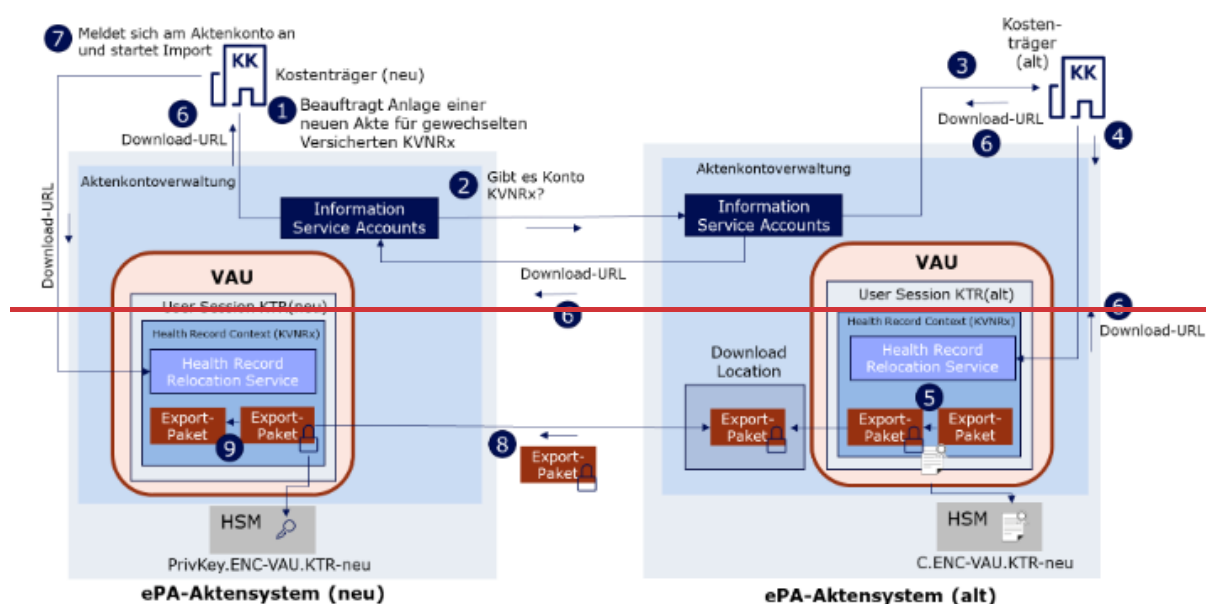 7 Meldet sich am Aktenkonto an
und startet Import
KK
Kostenträger (neu)
1 Beauftragt Anlage einer
neuen Akte für gewechselten
Versicherten KVNRx
6
Download-URL
Kosten-
träger
(alt)
KK
3
Download-URL
6
4
Aktenkontoverwaltung
2 Gibt es Konto
KVNRx?
Aktenkontoverwaltung
Information
Service Accounts
Information
Service Accounts
Download-URL
Download-URL
6
VAU
User Session KTR(neu)
Health Record Context (KVNRx)
Health Record
Relocation Service
Export-
Paket
Export-
Paket
9
8
Export-
Paket
Download
Location
Export-
Paket
VAU
User Session KTR(alt)
Health Record Context (KVNRx)
Health Record
Relocation Service
5
Export-
Paket
Export-
Paket
6
Download-URL
HSM
PrivKey.ENC-VAU.KTR-neu
HSM
C.ENC-VAU.KTR-neu
ePA-Aktensystem (neu)
ePA-Aktensystem (alt)